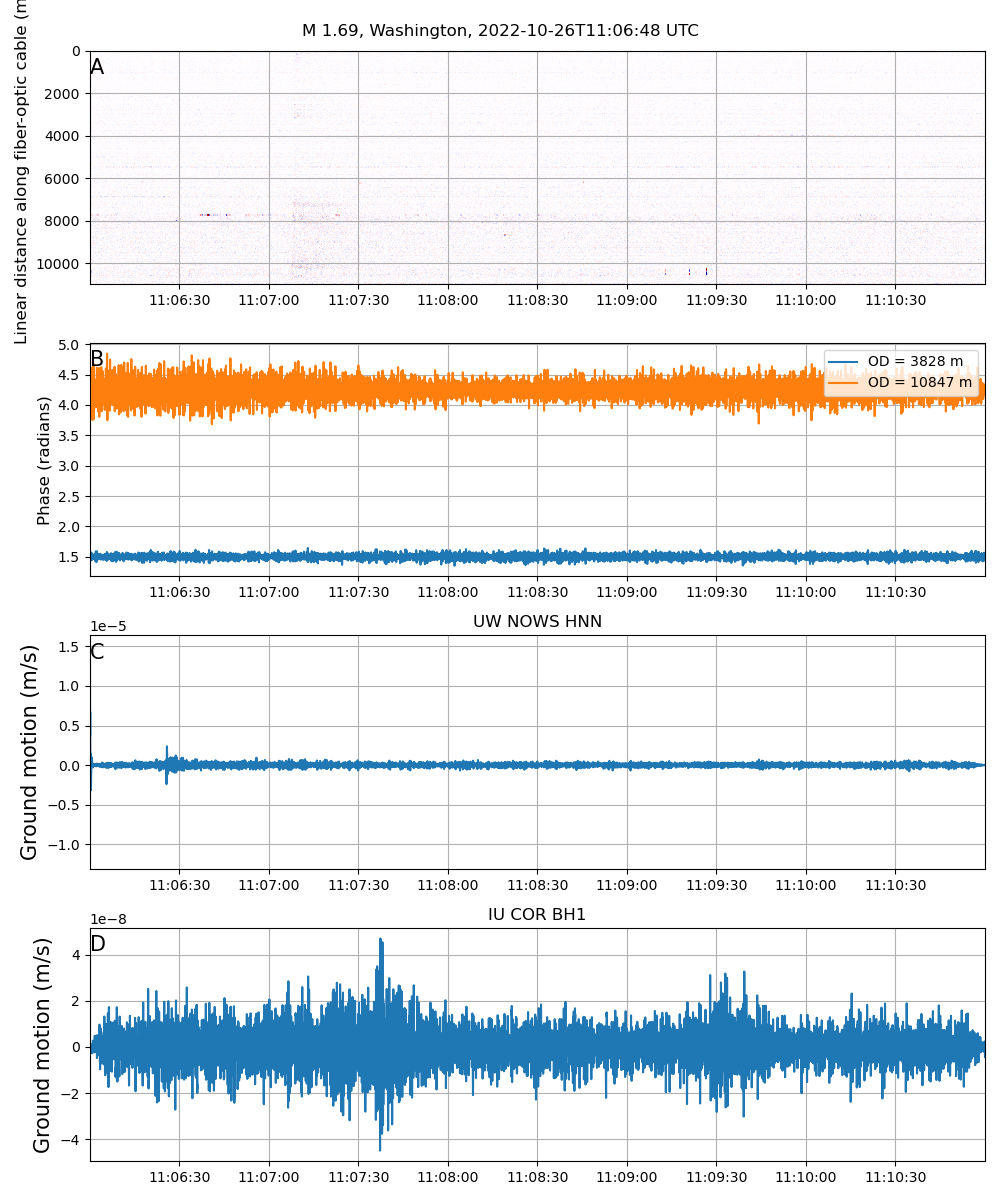 M 1.69, Washington, 2022-10-26T11:06:48 UTC
Linear distance along fiber-optic cable (m
A
0
2000
4000
6000
8000
10000
11:06:30 11:07:00 11:07:30 11:08:00 11:08:30 11:09:00 11:09:30 11:10:00 11:10:30
Phase (radians)
B
5.0
4.5
4.0
3.5
3.0
2.5
2.0
1.5
OD = 3828 m
OD = 10847 m
11:06:30 11:07:00 11:07:30 11:08:00 11:08:30 11:09:00 11:09:30 11:10:00 11:10:30
UW NOWS HNN
1e−5
Ground motion (m/s)
C
1.5
1.0
0.5
0.0
−0.5
−1.0
11:06:30 11:07:00 11:07:30 11:08:00 11:08:30 11:09:00 11:09:30 11:10:00 11:10:30
IU COR BH1
1e−8
Ground motion (m/s)
D
4
2
0
−2
−4
11:06:30 11:07:00 11:07:30 11:08:00 11:08:30 11:09:00 11:09:30 11:10:00 11:10:30